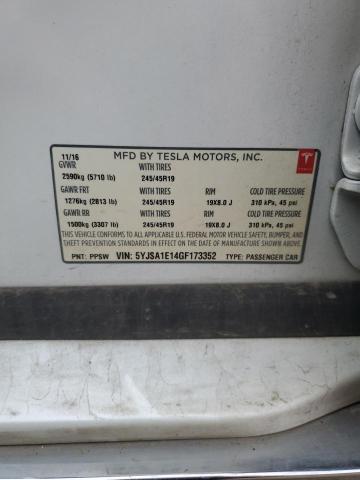 11/16 MFD BY TESLA MOTORS, INC.
GVWR WITH TIRES
2590kg (5710 lb) 245/45R19
GAWR FRT WITH TIRES RIM COLD TIRE PRESSURE
1276kg (2813 lb) 245/45R19 19X8.0 J 310 kPa, 45 psi
GAWR RR WITH TIRES RIM COLD TIRE PRESSURE
1500kg (3307 lb) 245/45R19 19X8.0 J 310 kPa, 45 psi
THIS VEHICLE CONFORMS TO ALL APPLICABLE U.S. FEDERAL MOTOR VEHICLE SAFETY, BUMPER, AND
THEFT PREVENTION STANDARDS IN EFFECT ON THE DATE OF MANUFACTURE SHOWN ABOVE.
PNT: PPSW VIN: 5YJSA1E14GF173352 TYPE: PASSENGER CAR